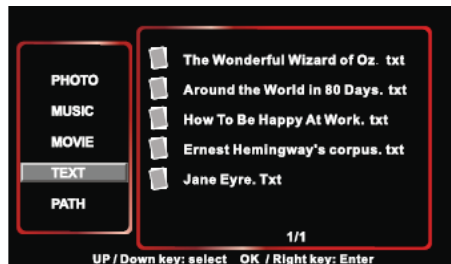 PHOTO
MUSIC
MOVIE
TEXT
PATH
The Wonderful Wizard of Oz. txt
Around the World in 80 Days. txt
How To Be Happy At Work. txt
Ernest Hemingway's corpus. txt
Jane Eyre. Txt
1/1
UP / Down key: select OK / Right key: Enter